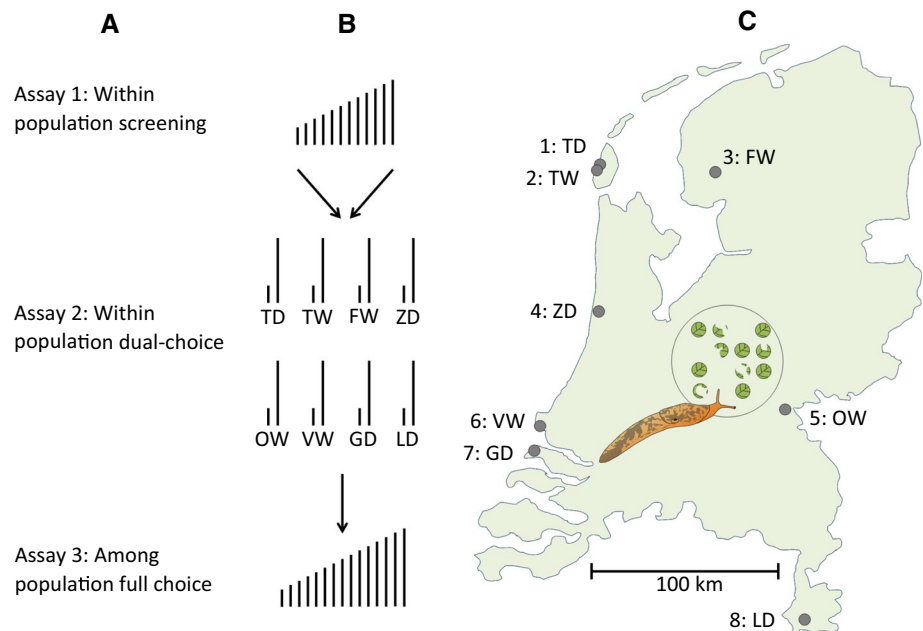 A
B
C
Assay 1: Within
population screening
1: TD
2: TW
3: FW
Assay 2: Within
population dual-choice
TD TW FW ZD
OW VW GD LD
4: ZD
5: OW
6: VW
7: GD
Assay 3: Among
population full choice
100 km
8: LD